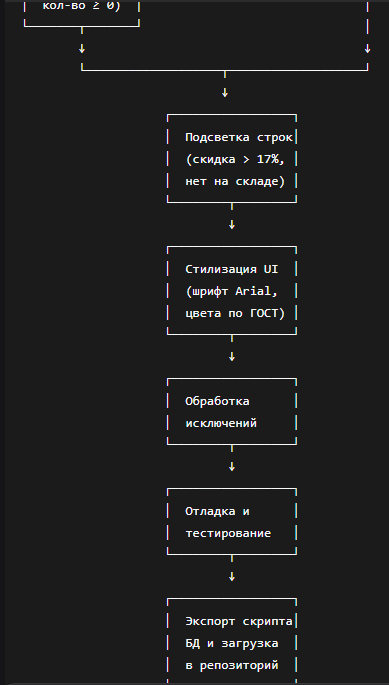 кол-во ≥ 0)
Подсветка строк
(скидка > 17%,
нет на складе)
Стилизация UI
(шрифт Arial,
цвета по ГОСТ)
Обработка
исключений
Отладка и
тестирование
Экспорт скрипта
БД и загрузка
в репозиторий